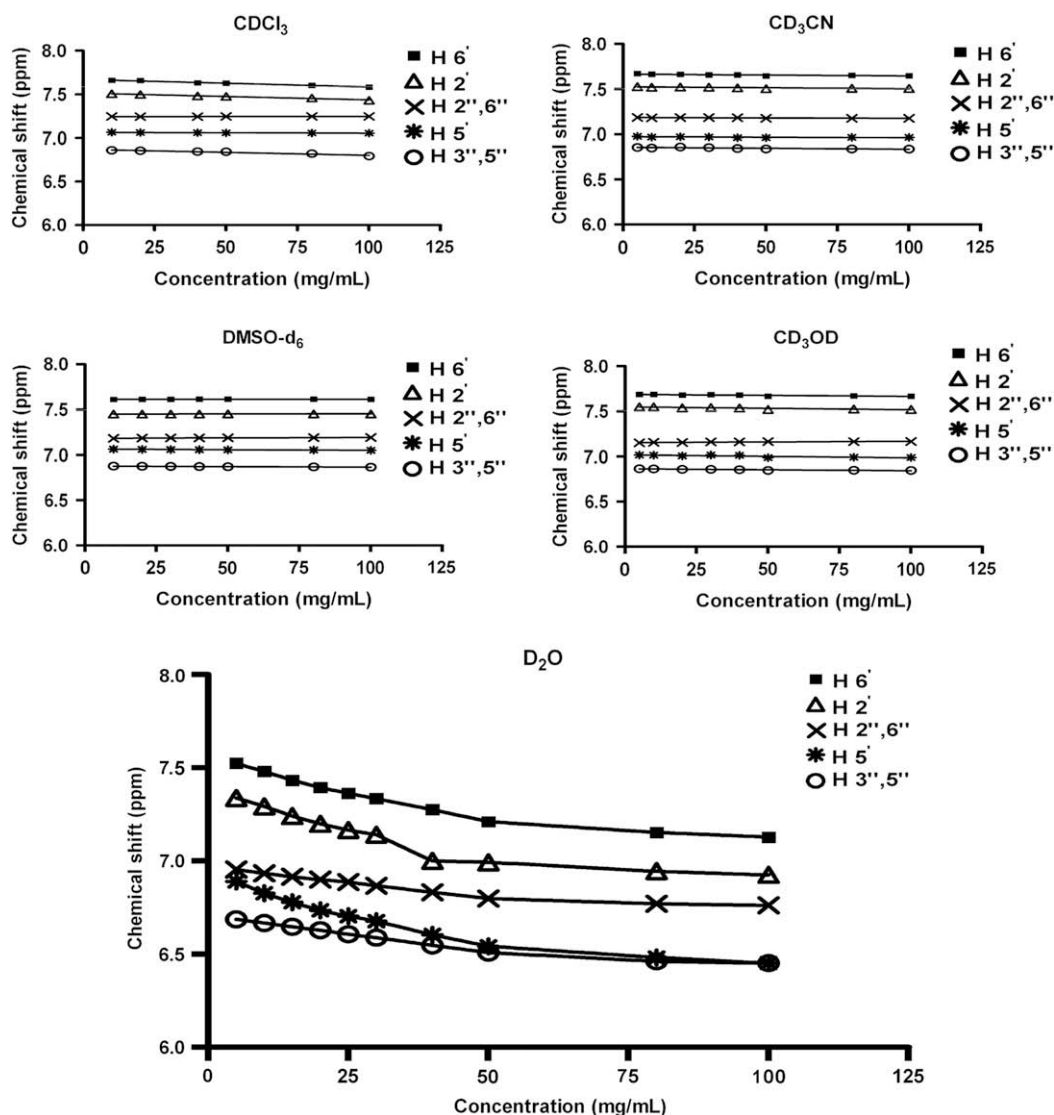 CDCl3
Chemical shift (ppm)
8.0
7.5
7.0
6.5
6.0
0
25
50
75
100
125
Concentration (mg/mL)
H 6'
H 2'
H 2'',6''
H 5'
H 3'',5''
CD3CN
Chemical shift (ppm)
8.0
7.5
7.0
6.5
6.0
0
25
50
75
100
125
Concentration (mg/mL)
H 6'
H 2'
H 2'',6''
H 5'
H 3'',5''
DMSO-d6
Chemical shift (ppm)
8.0
7.5
7.0
6.5
6.0
0
25
50
75
100
125
Concentration (mg/mL)
H 6'
H 2'
H 2'',6''
H 5'
H 3'',5''
CD3OD
Chemical shift (ppm)
8.0
7.5
7.0
6.5
6.0
0
25
50
75
100
125
Concentration (mg/mL)
H 6'
H 2'
H 2'',6''
H 5'
H 3'',5''
D2O
Chemical shift (ppm)
8.0
7.5
7.0
6.5
6.0
0
25
50
75
100
125
Concentration (mg/mL)
H 6'
H 2'
H 2'',6''
H 5'
H 3'',5''